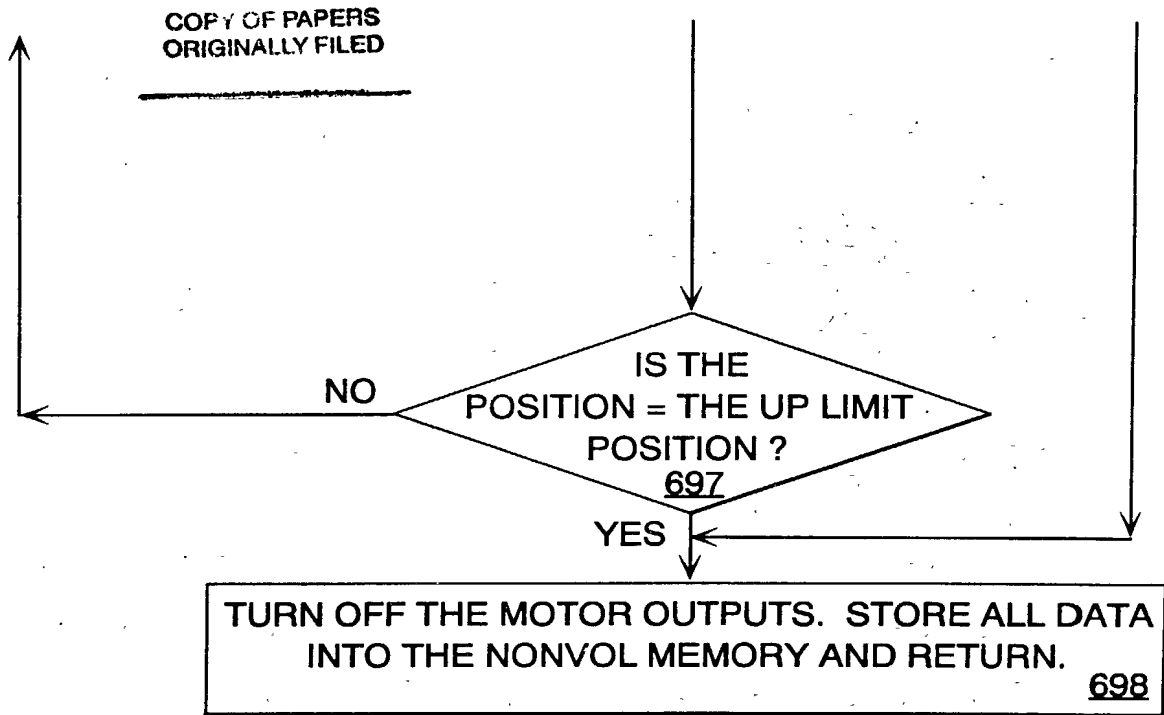 COPY OF PAPERS
ORIGINALLY FILED
NO
IS THE
POSITION = THE UP LIMIT
POSITION ?
697
YES
TURN OFF THE MOTOR OUTPUTS. STORE ALL DATA
INTO THE NONVOL MEMORY AND RETURN.
698